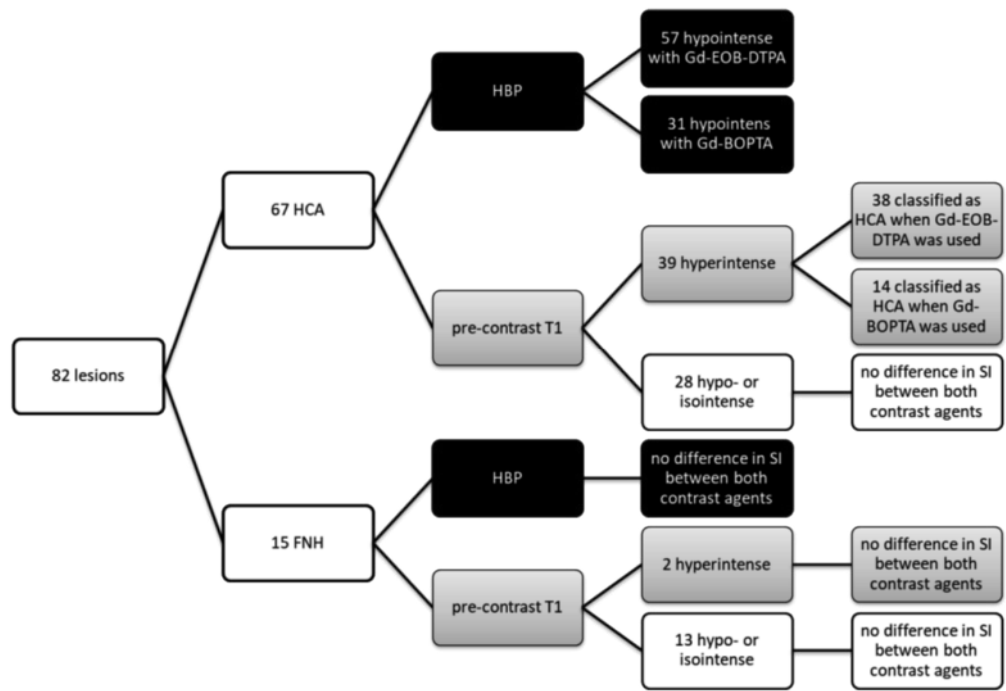 82 lesions
67 HCA
HBP
57 hypointense
with Gd-EOB-DTPA
31 hypointens
with Gd-BOPTA
pre-contrast T1
39 hyperintense
38 classified as
HCA when Gd-EOB-
DTPA was used
14 classified as
HCA when Gd-
BOPTA was used
28 hypo- or
isointense
no difference in SI
between both
contrast agents
15 FNH
HBP
no difference in SI
between both
contrast agents
pre-contrast T1
2 hyperintense
no difference in SI
between both
contrast agents
13 hypo- or
isointense
no difference in SI
between both
contrast agents